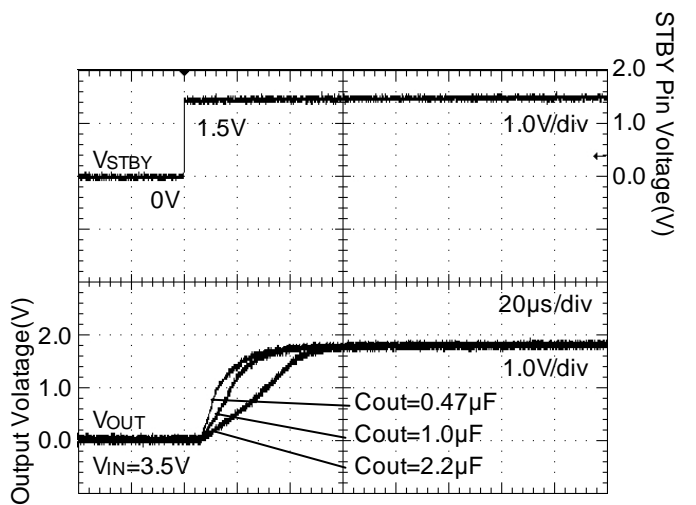 STBY Pin Voltage(V)
2.0
1.0
0.0
1.5V
1.0V/div
VSTBY
0V
20µs/div
1.0V/div
Output Volatage(V)
2.0
1.0
0.0
VOUT
VIN=3.5V
Cout=0.47µF
Cout=1.0µF
Cout=2.2µF